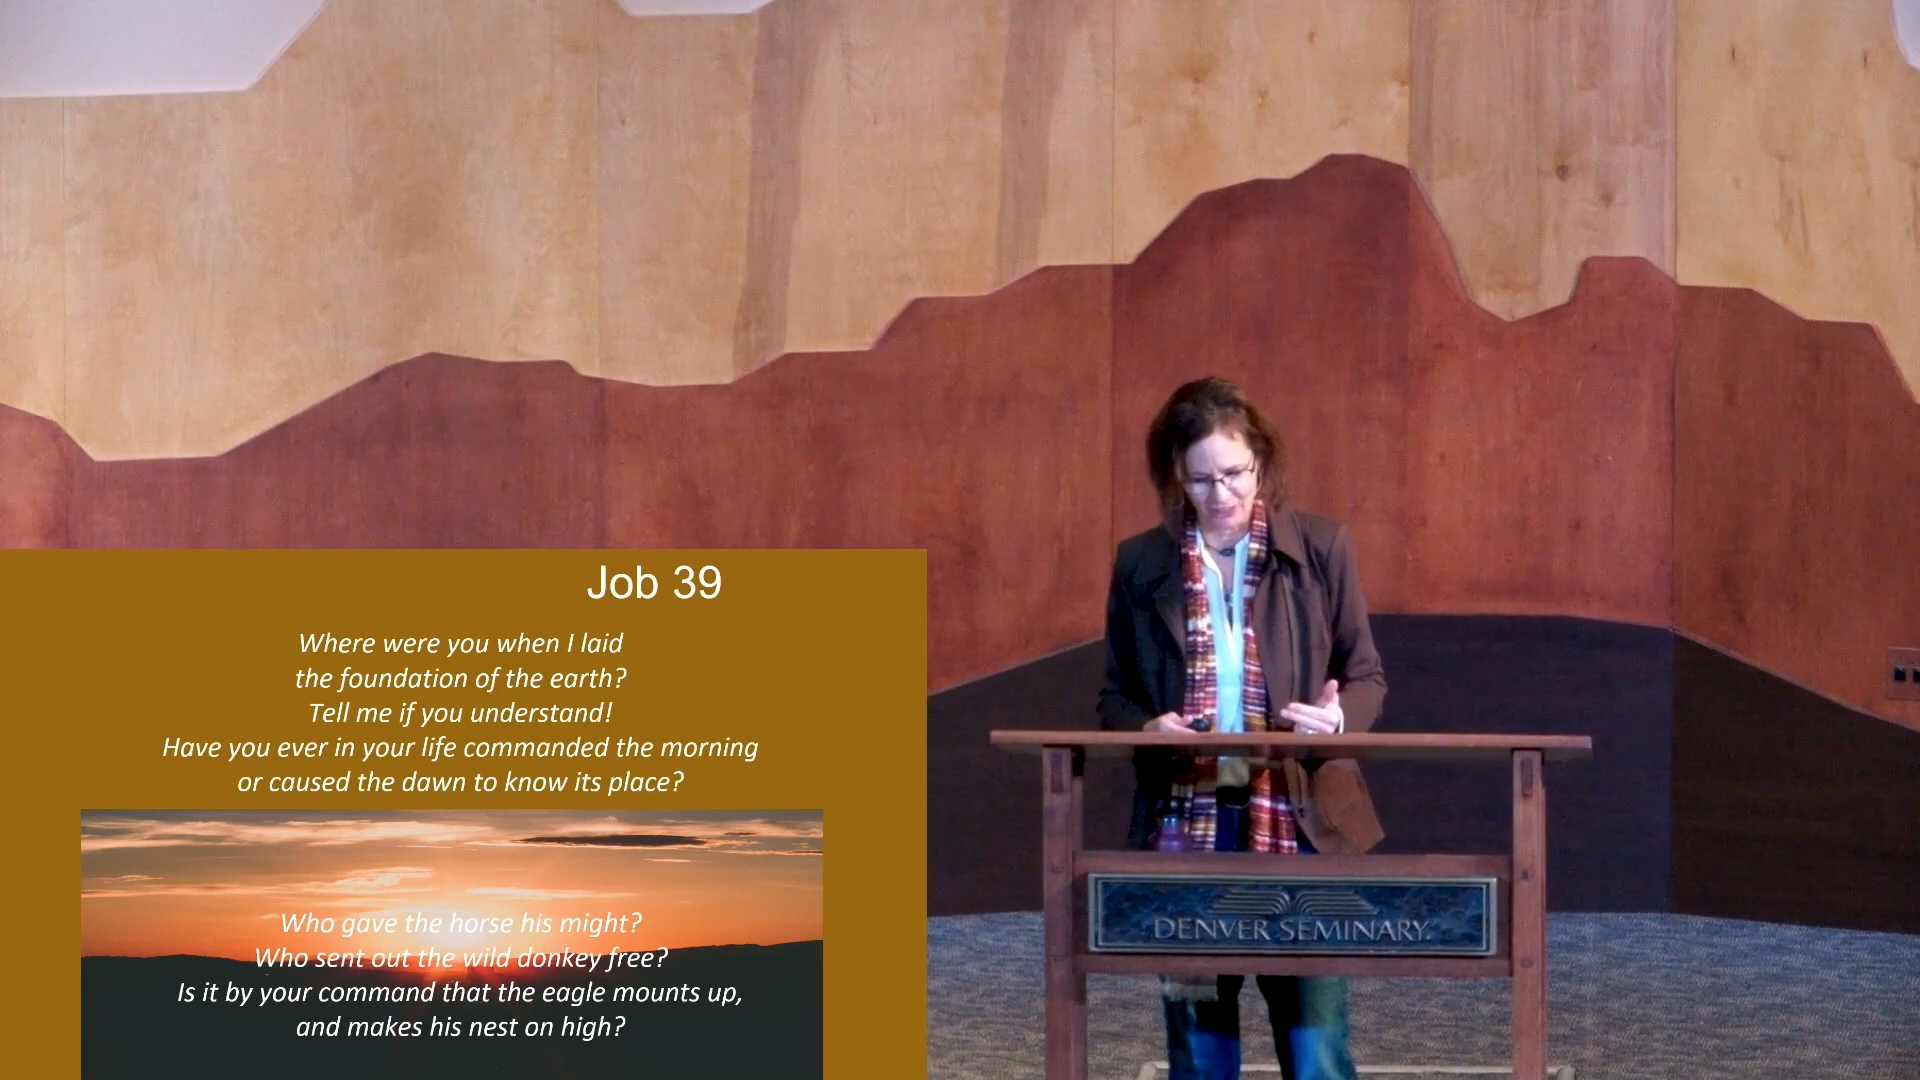 Job 39
Where were you when I laid
the foundation of the earth?
Tell me if you understand!
Have you ever in your life commanded the morning
or caused the dawn to know its place?
Who gave the horse his might?
Who sent out the wild donkey free?
Is it by your command that the eagle mounts up,
and makes his nest on high?
DENVER SEMINARY